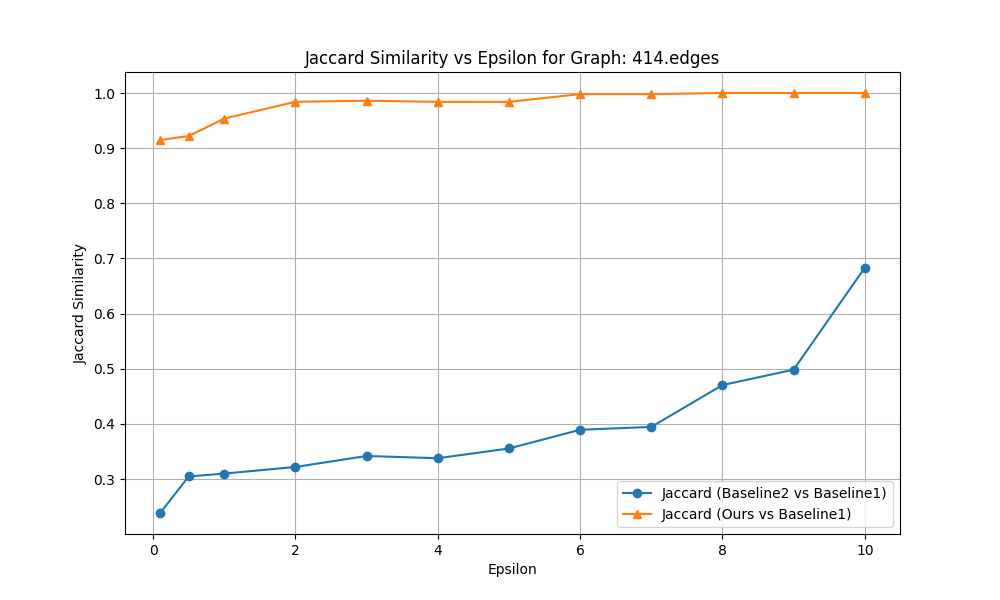 Jaccard Similarity vs Epsilon for Graph: 414.edges
1.0
0.9
0.8
0.7
0.6
0.5
0.4
0.3
Jaccard Similarity
Jaccard (Baseline2 vs Baseline1)
Jaccard (Ours vs Baseline1)
0 2 4 6 8 10
Epsilon